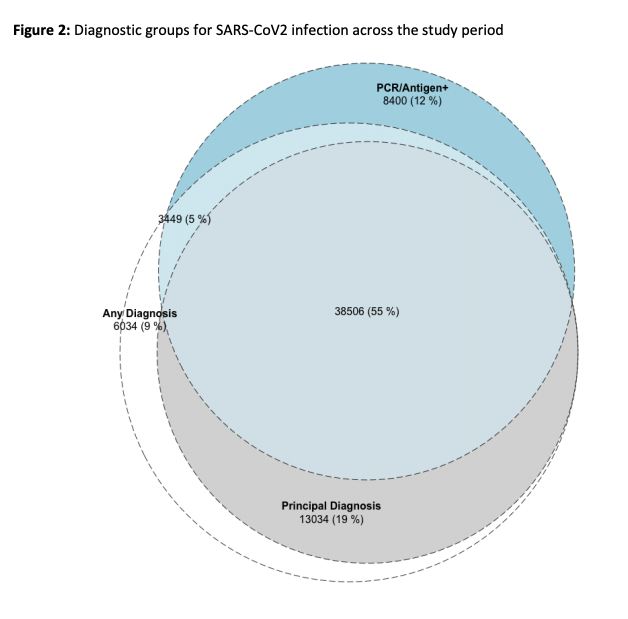 Figure 2: Diagnostic groups for SARS-CoV2 infection across the study period
PCR/Antigen+
8400 (12 %)
3449 (5 %)
38506 (55 %)
Any Diagnosis
6034 (9 %)
Principal Diagnosis
13034 (19 %)